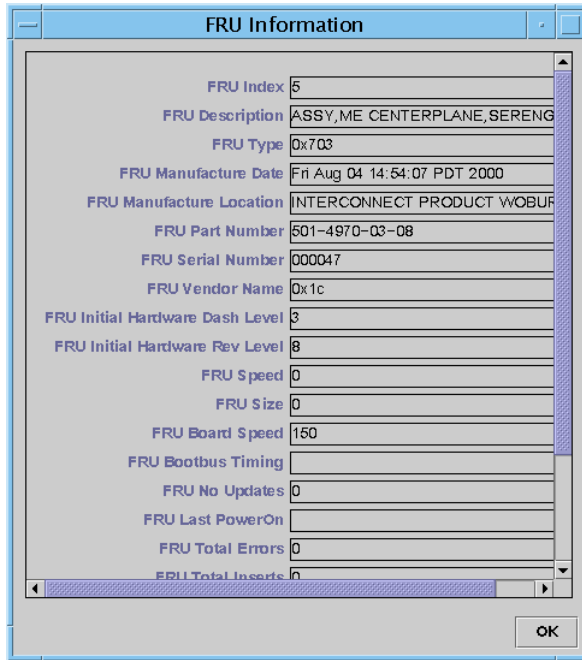 FRU Information
FRU Index 5
FRU Description ASSY,ME CENTERPLANE,SERENG
FRU Type 0x703
FRU Manufacture Date Fri Aug 04 14:54:07 PDT 2000
FRU Manufacture Location INTERCONNECT PRODUCT WOBUR
FRU Part Number 501-4970-03-08
FRU Serial Number 000047
FRU Vendor Name 0x1c
FRU Initial Hardware Dash Level 3
FRU Initial Hardware Rev Level 8
FRU Speed 0
FRU Size 0
FRU Board Speed 150
FRU Bootbus Timing
FRU No Updates 0
FRU Last PowerOn
FRU Total Errors 0
FRU Total Inserts 0
OK